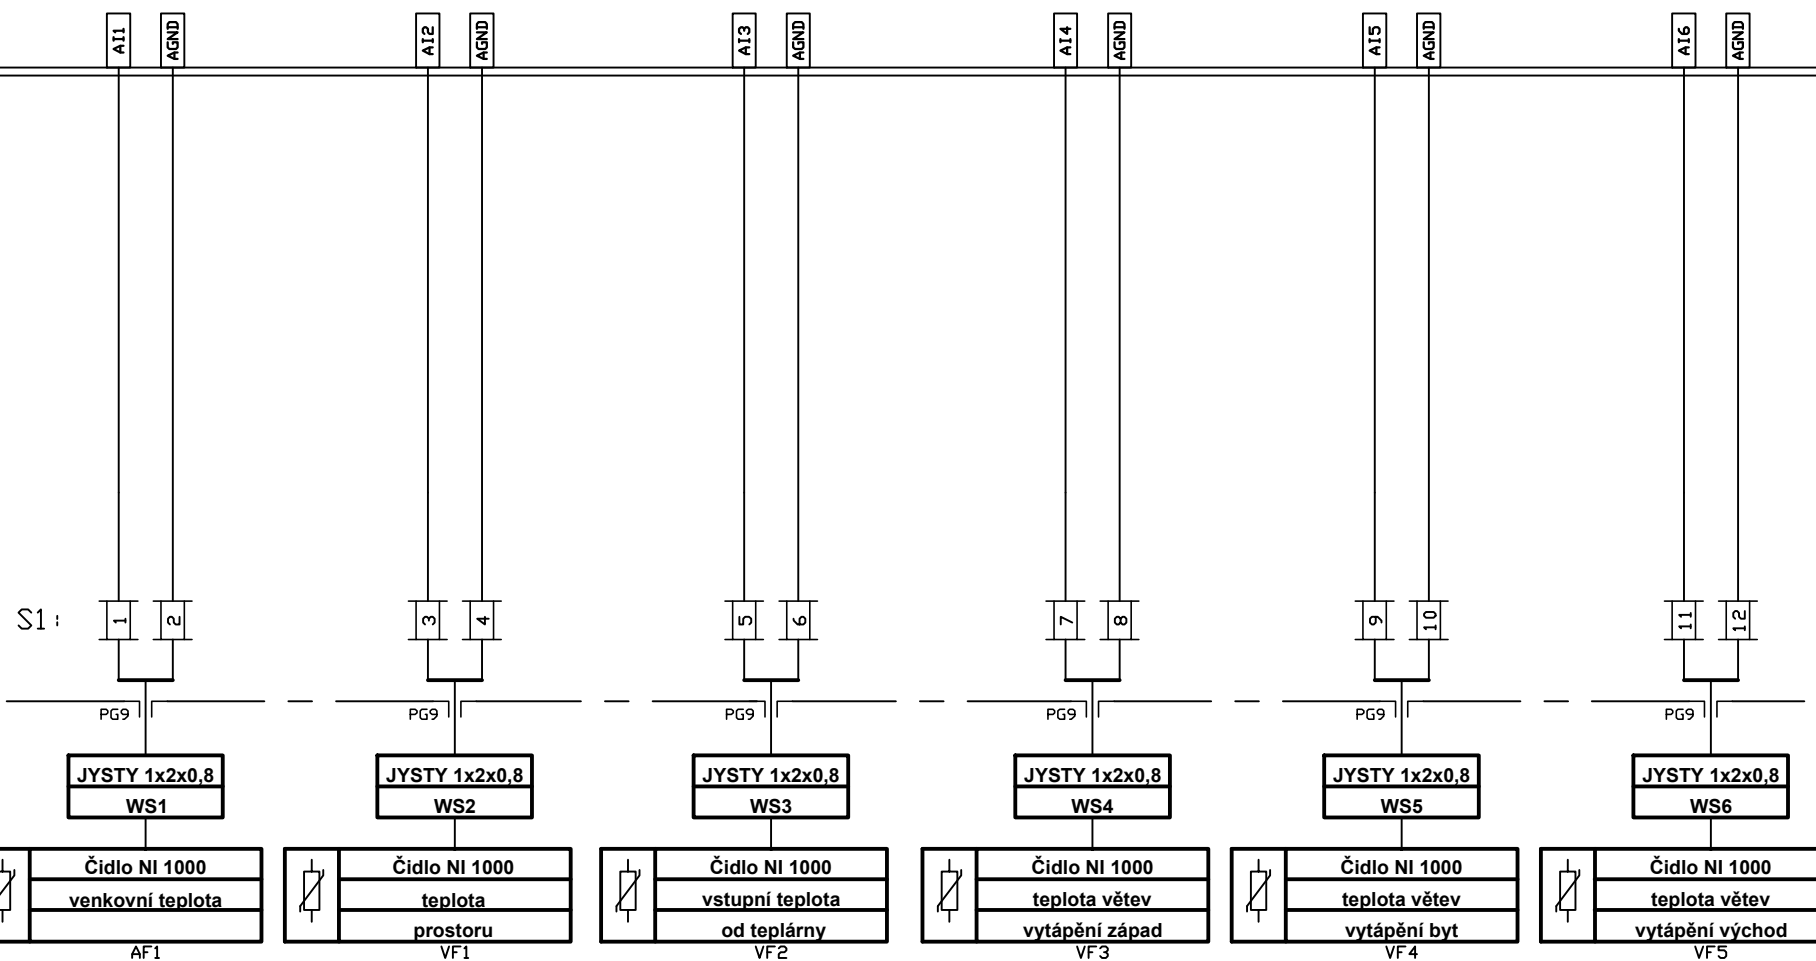 AI1 AGND AI2 AGND AI3 AGND AI4 AGND AI5 AGND AI6 AGND
S1: 1 2 3 4 5 6 7 8 9 10 11 12
PG9 PG9 PG9 PG9 PG9 PG9
JYSTY 1x2x0,8 JYSTY 1x2x0,8 JYSTY 1x2x0,8 JYSTY 1x2x0,8 JYSTY 1x2x0,8 JYSTY 1x2x0,8
WS1 WS2 WS3 WS4 WS5 WS6
Čidlo NI 1000 Čidlo NI 1000 Čidlo NI 1000 Čidlo NI 1000 Čidlo NI 1000 Čidlo NI 1000
venkovní teplota teplota vstupní teplota teplota větev teplota větev teplota větev
prostoru od teplárny vytápění západ vytápění byt vytápění východ
AF1 VF1 VF2 VF3 VF4 VF5